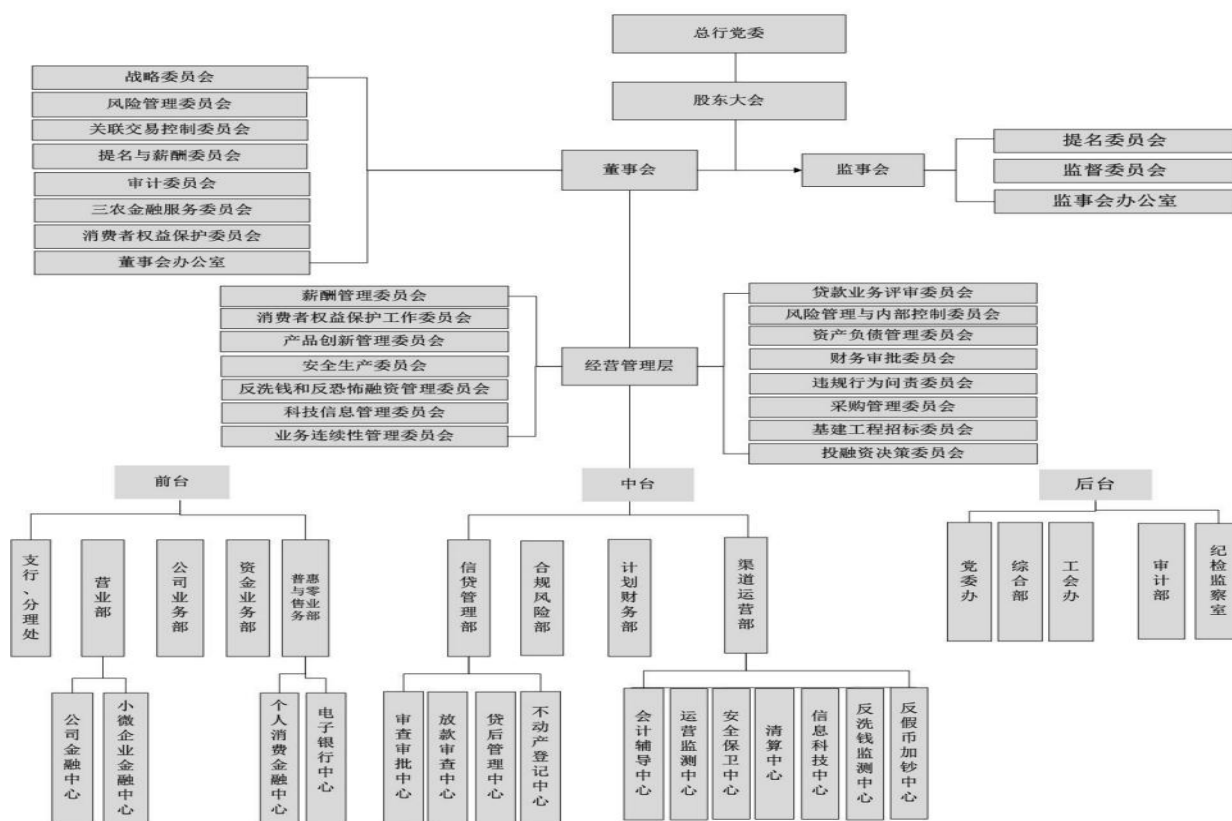 总行党委
股东大会
董事会
监事会
战略委员会
风险管理委员会
关联交易控制委员会
提名与薪酬委员会
审计委员会
三农金融服务委员会
消费者权益保护委员会
董事会办公室
提名委员会
监督委员会
监事会办公室
薪酬管理委员会
消费者权益保护工作委员会
产品创新管理委员会
安全生产委员会
反洗钱和反恐怖融资管理委员会
科技信息管理委员会
业务连续性管理委员会
经营管理层
贷款业务评审委员会
风险管理与内部控制委员会
资产负债管理委员会
财务审批委员会
违规行为问责委员会
采购管理委员会
基建工程招标委员会
投融资决策委员会
前台
中台
后台
支行、分理处
营业部
公司业务部
资金业务部
普惠与零售业务部
信贷管理部
合规风险部
计划财务部
渠道运营部
党委办
综合部
工会办
审计部
纪检监察室
公司金融中心
小微企业金融中心
个人消费金融中心
电子银行中心
审查审批中心
放款审查中心
贷后管理中心
不动产登记中心
会计辅导中心
运营监测中心
安全保卫中心
清算中心
信息科技中心
反洗钱监测中心
反假币加钞中心